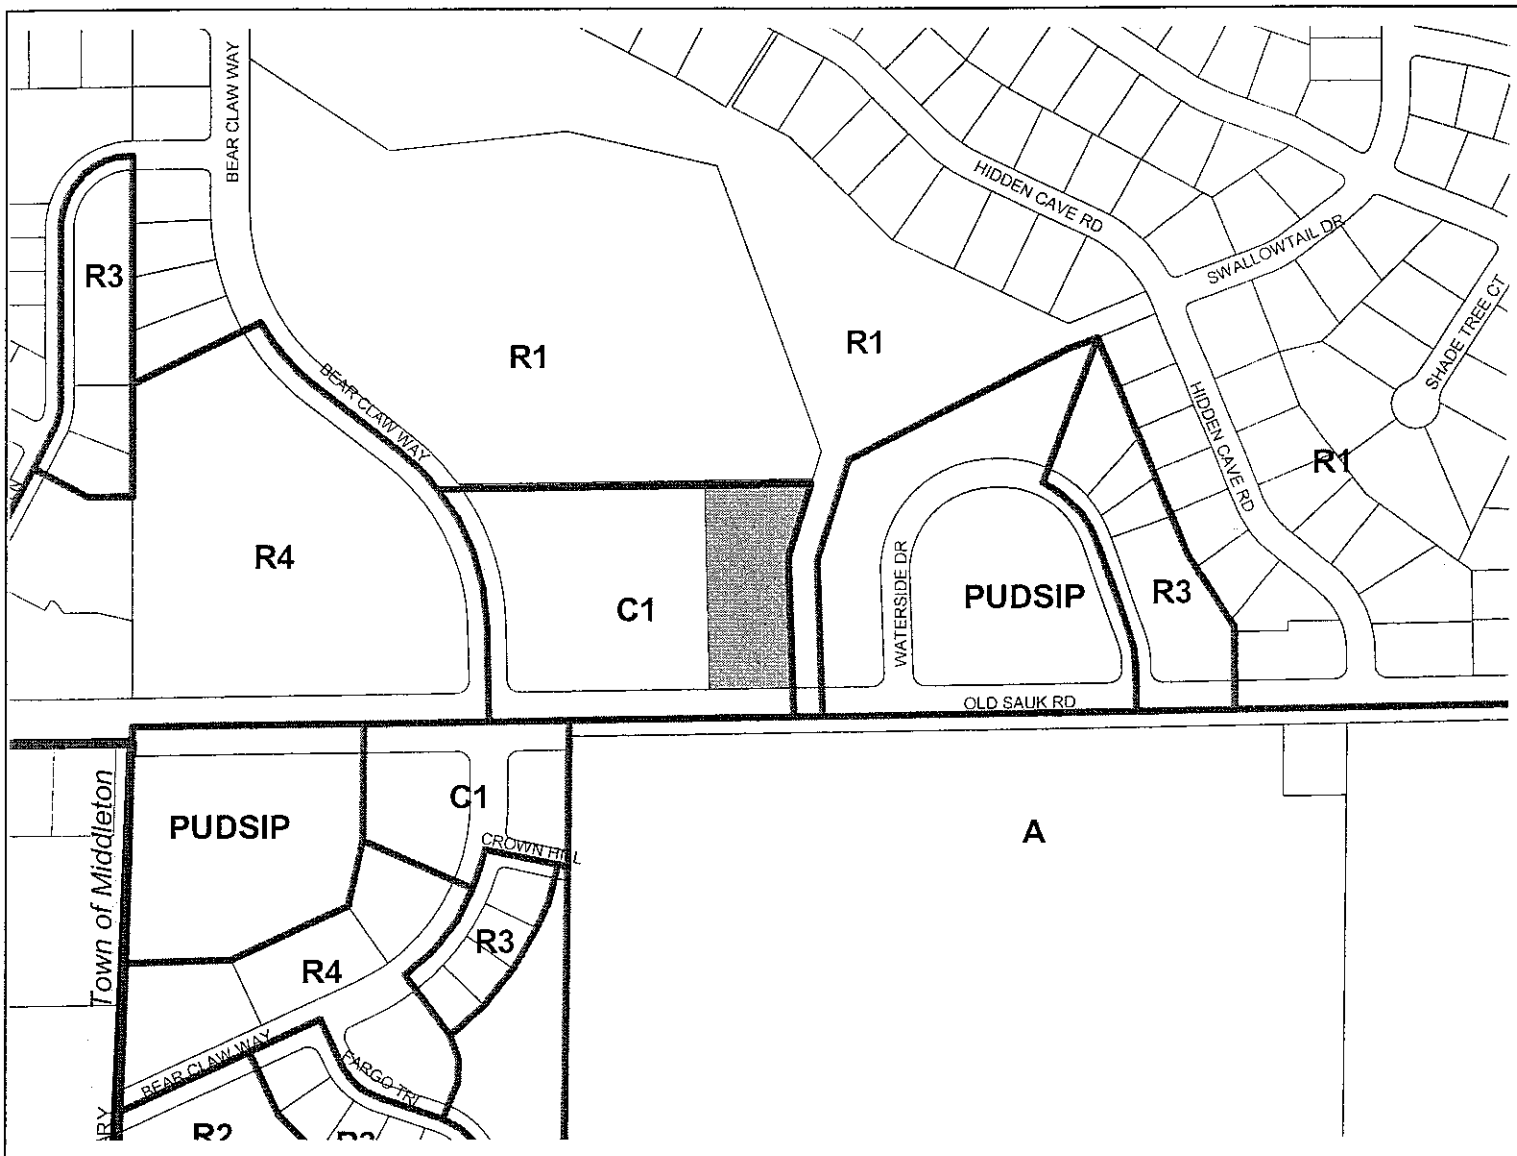 BEAR CLAW WAY
HIDDEN CAVE RD
SWALLOWTAIL DR
SHADE TREE CT
R3
R1
R1
BEAR CLAW WAY
HIDDEN CAVE RD
R1
R4
C1
WATERSIDE DR
PUDSIP
R3
OLD SAUK RD
Town of Middleton
PUDSIP
C1
CROWN HILL
A
R3
R4
BEAR CLAW WAY
FARGO TRL
R2